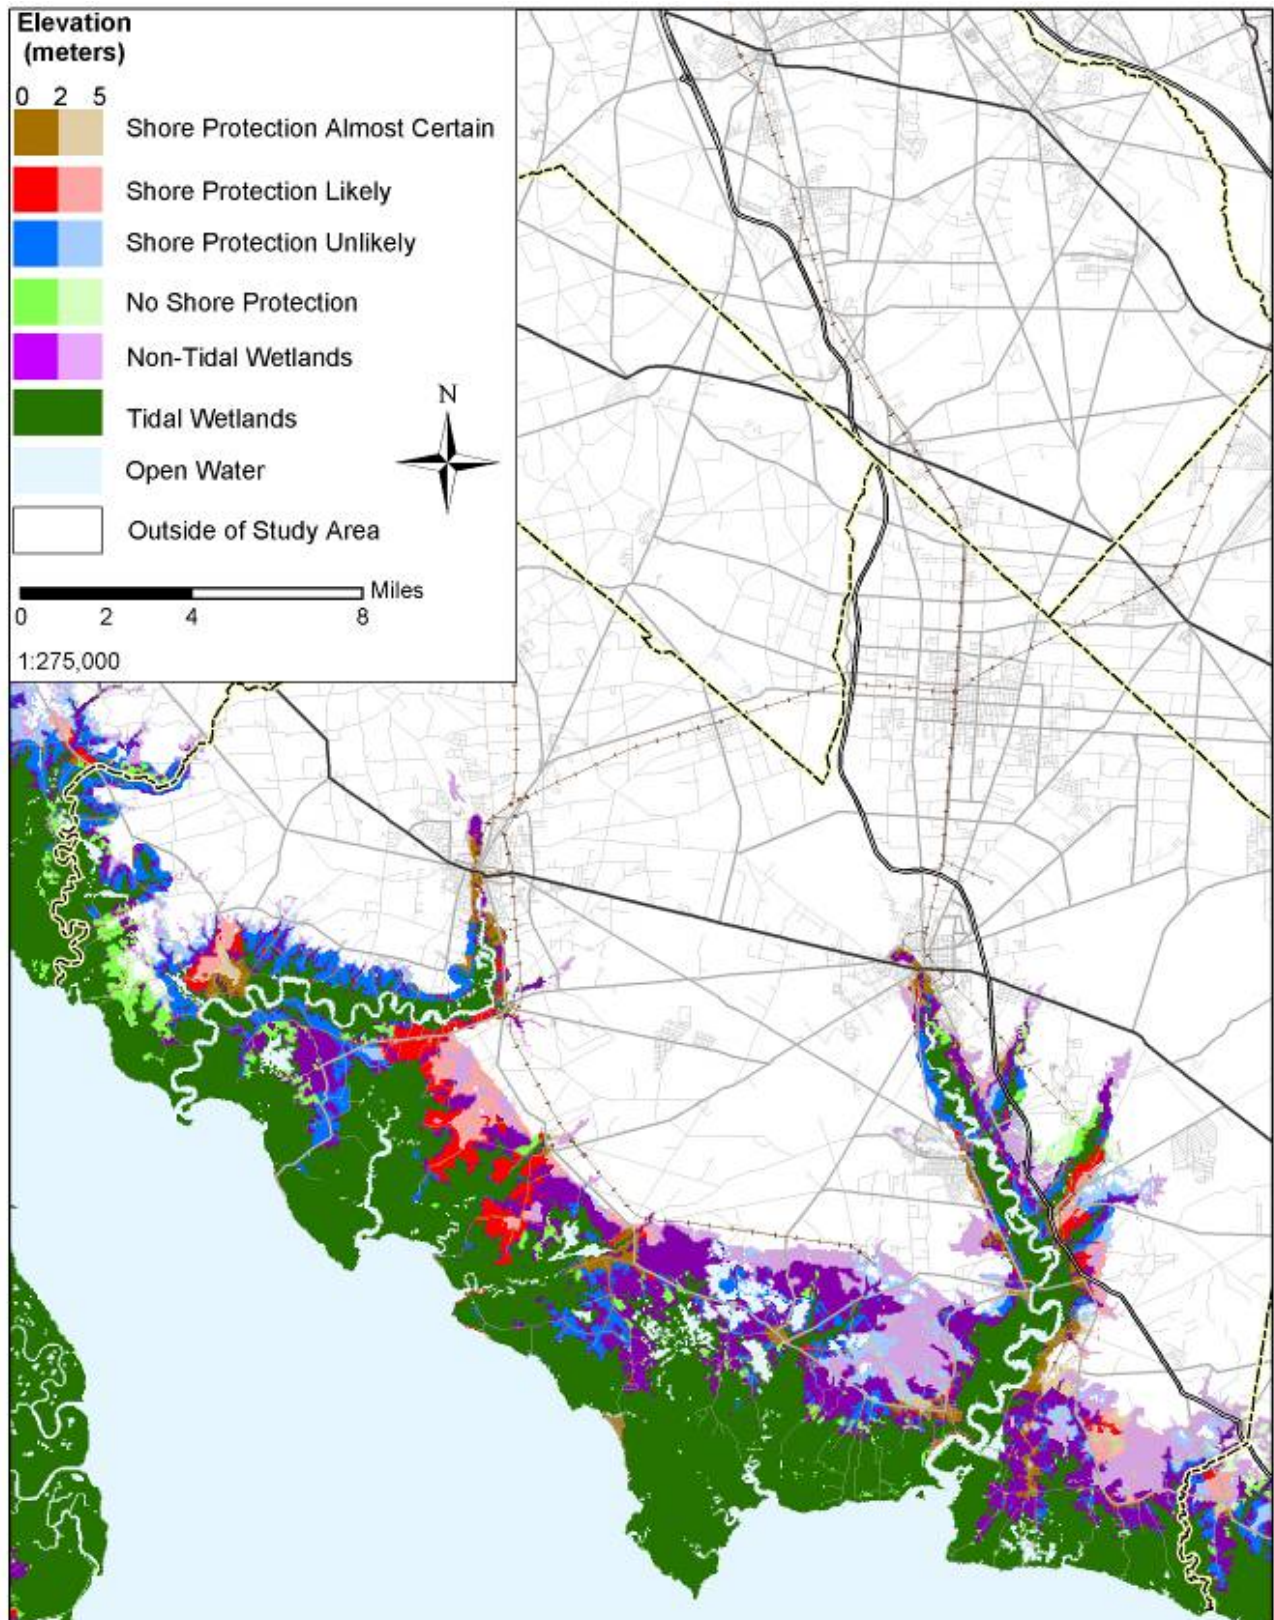 Elevation
(meters)
0 2 5
Shore Protection Almost Certain
Shore Protection Likely
Shore Protection Unlikely
No Shore Protection
Non-Tidal Wetlands
N
Tidal Wetlands
Open Water
Outside of Study Area
Miles
0 2 4 8
1:275,000